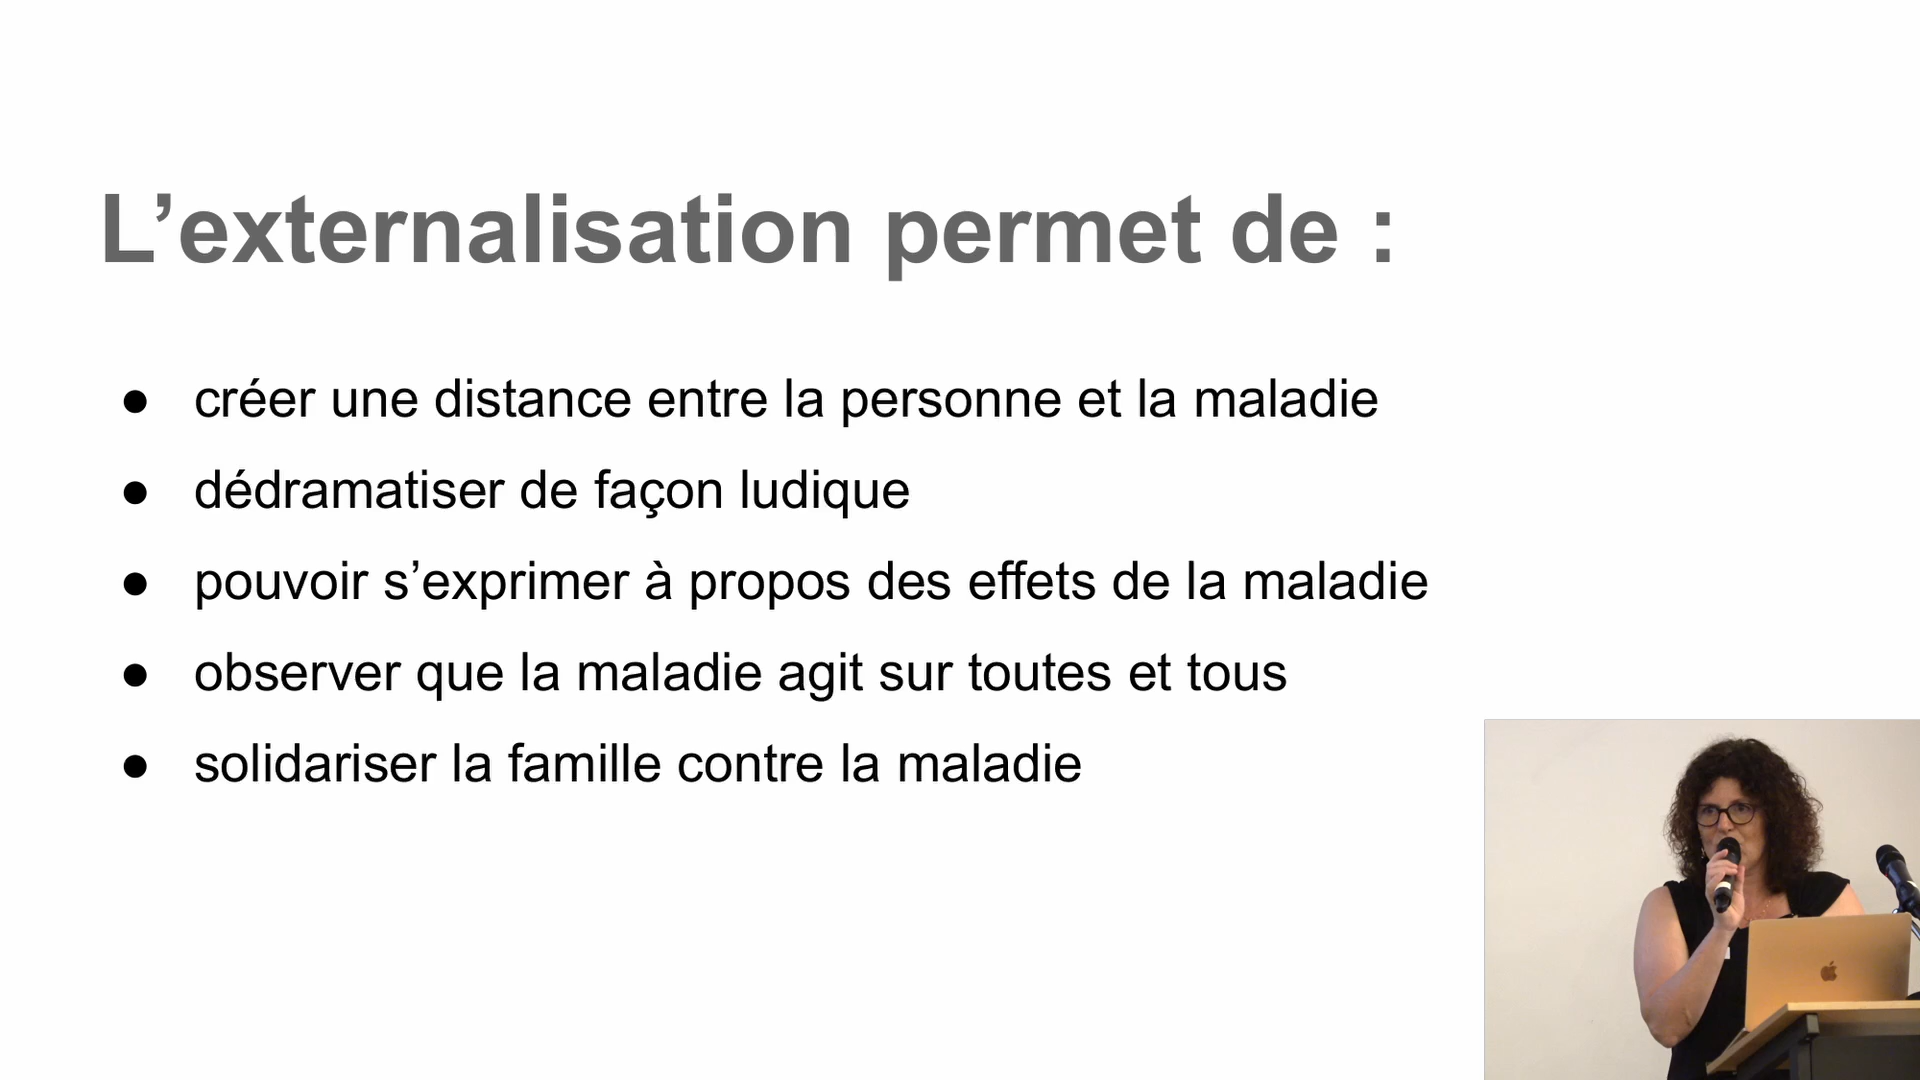 L’externalisation permet de :
● créer une distance entre la personne et la maladie
● dédramatiser de façon ludique
● pouvoir s’exprimer à propos des effets de la maladie
● observer que la maladie agit sur toutes et tous
● solidariser la famille contre la maladie